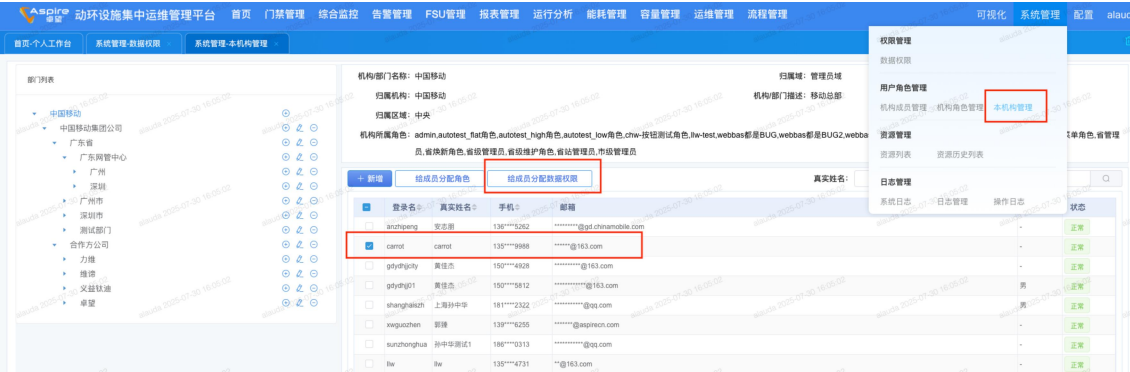 Aspire 卓望 动环设施集中运维管理平台 首页 门禁管理 综合监控 告警管理 FSU管理 报表管理 运行分析 能耗管理 容量管理 运维管理 流程管理 可视化 系统管理 配置 alaud
首页-个人工作台 系统管理-数据权限 系统管理-本机构管理
权限管理
数据权限
用户角色管理
机构成员管理 机构角色管理 本机构管理
资源管理
资源列表 资源历史列表
日志管理
系统日志 日志管理 操作日志
部门列表
中国移动
中国移动集团公司
广东省
广东网管中心
广州
深圳
广州市
深圳市
测试部门
合作方公司
力维
维谛
义益钛迪
卓望
机构/部门名称: 中国移动 归属域: 管理员域
归属机构: 中国移动 机构/部门描述: 移动总部
归属区域: 中央
机构所属角色: admin,autotest_flat角色,autotest_high角色,autotest_low角色,chw-按钮测试角色,llw-test,webbas都是BUG,webbas都是BUG2,webba 菜单角色,省管理
员,省焕新角色,省级管理员,省级维护角色,省站管理员,市级管理员
+ 新增 给成员分配角色 给成员分配数据权限 真实姓名:
登录名 真实姓名 手机 邮箱 状态
anzhipeng 安志朋 136****5262 *********@gd.chinamobile.com - 正常
carrot carrot 135****9988 ******@163.com - 正常
gdydhjjcity 黄佳杰 150****4928 **********@163.com - 正常
gdydhjj01 黄佳杰 150****5812 ************@163.com 男 正常
shanghaiszh 上海孙中华 181****2322 ***********@qq.com 男 正常
xwguozhen 郭臻 139****6255 *******@aspirecn.com - 正常
sunzhonghua 孙中华测试1 186****0313 ***********@qq.com - 正常
llw llw 135****4731 **@163.com - 正常
alauda 2025-07-30 16:05:02